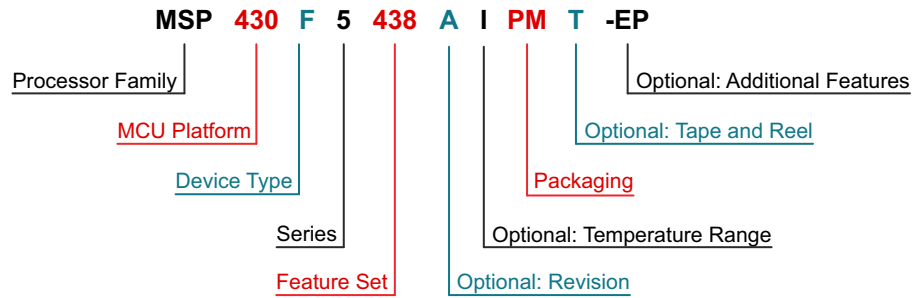 MSP 430 F 5 438 A I PM T -EP
Processor Family
Optional: Additional Features
MCU Platform
Optional: Tape and Reel
Device Type
Packaging
Series
Optional: Temperature Range
Feature Set
Optional: Revision